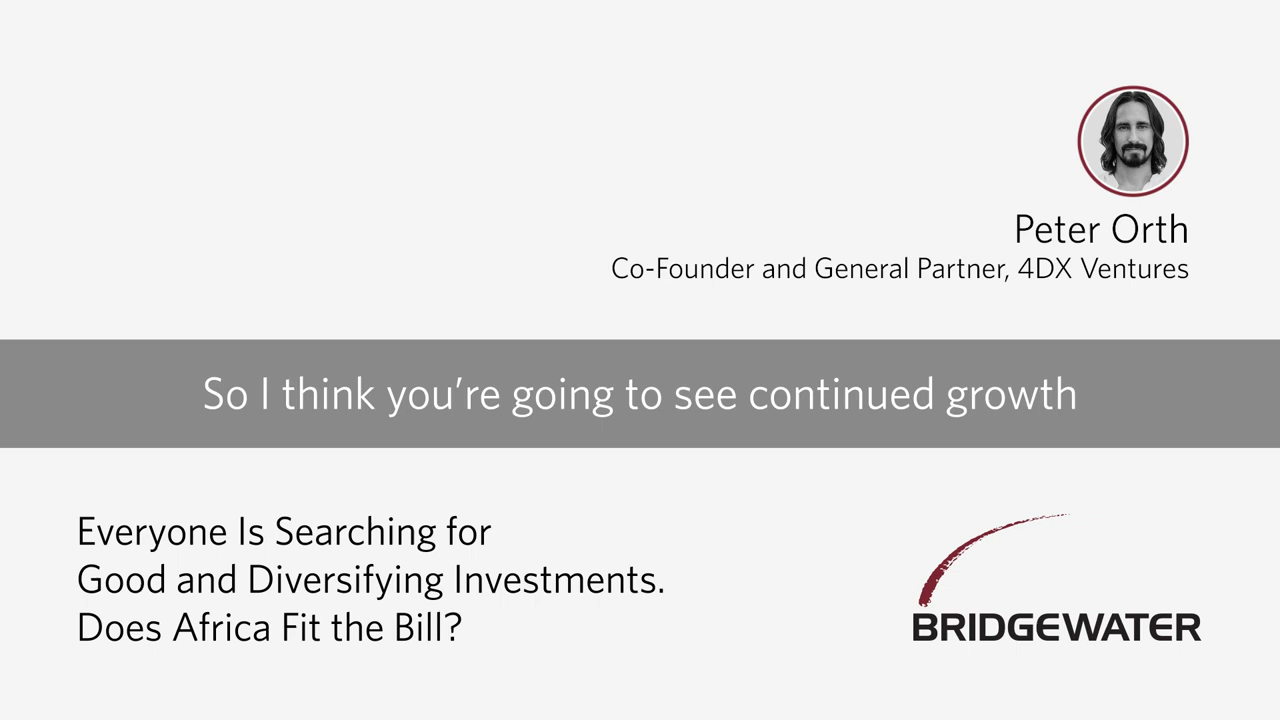 Peter Orth
Co-Founder and General Partner, 4DX Ventures
So I think you’re going to see continued growth
Everyone Is Searching for
Good and Diversifying Investments.
Does Africa Fit the Bill?
BRIDGEWATER